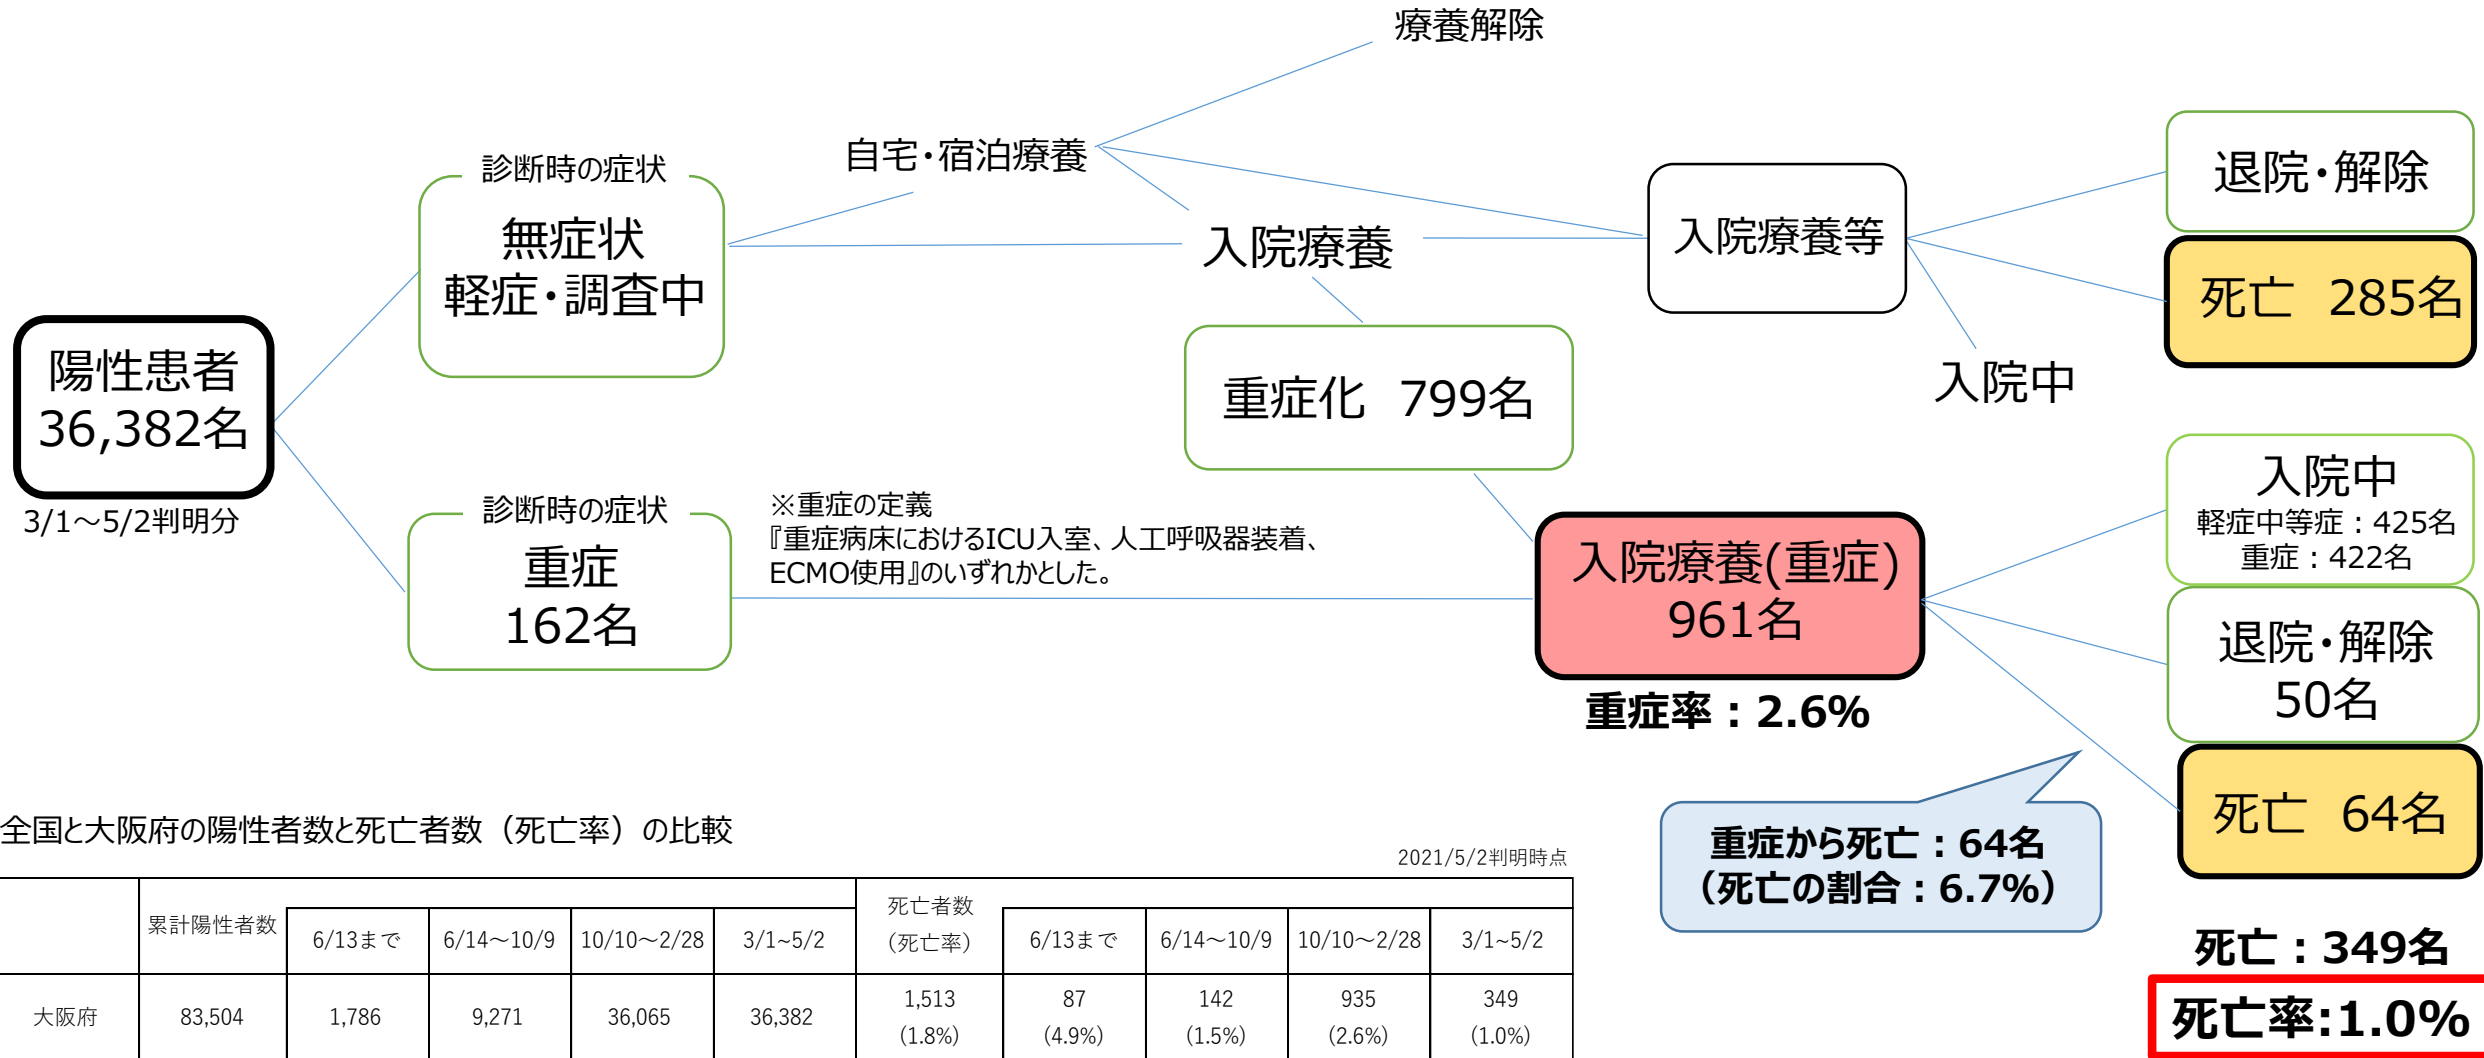 療養解除
自宅・宿泊療養
診断時の症状
無症状
軽症・調査中
入院療養
入院療養等
退院・解除
死亡　285名
入院中
陽性患者
36,382名
3/1～5/2判明分
重症化　799名
診断時の症状
重症
162名
※重症の定義
『重症病床におけるICU入室、人工呼吸器装着、
ECMO使用』のいずれかとした。
入院療養(重症)
961名
重症率：2.6%
入院中
軽症中等症：425名
重症：422名
退院・解除
50名
死亡　64名
重症から死亡：64名
（死亡の割合：6.7%）
死亡：349名
死亡率:1.0%
全国と大阪府の陽性者数と死亡者数（死亡率）の比較
2021/5/2判明時点
累計陽性者数 6/13まで 6/14～10/9 10/10～2/28 3/1~5/2 死亡者数
（死亡率） 6/13まで 6/14～10/9 10/10～2/28 3/1~5/2
大阪府 83,504 1,786 9,271 36,065 36,382 1,513 87 142 935 349
(1.8%) (4.9%) (1.5%) (2.6%) (1.0%)